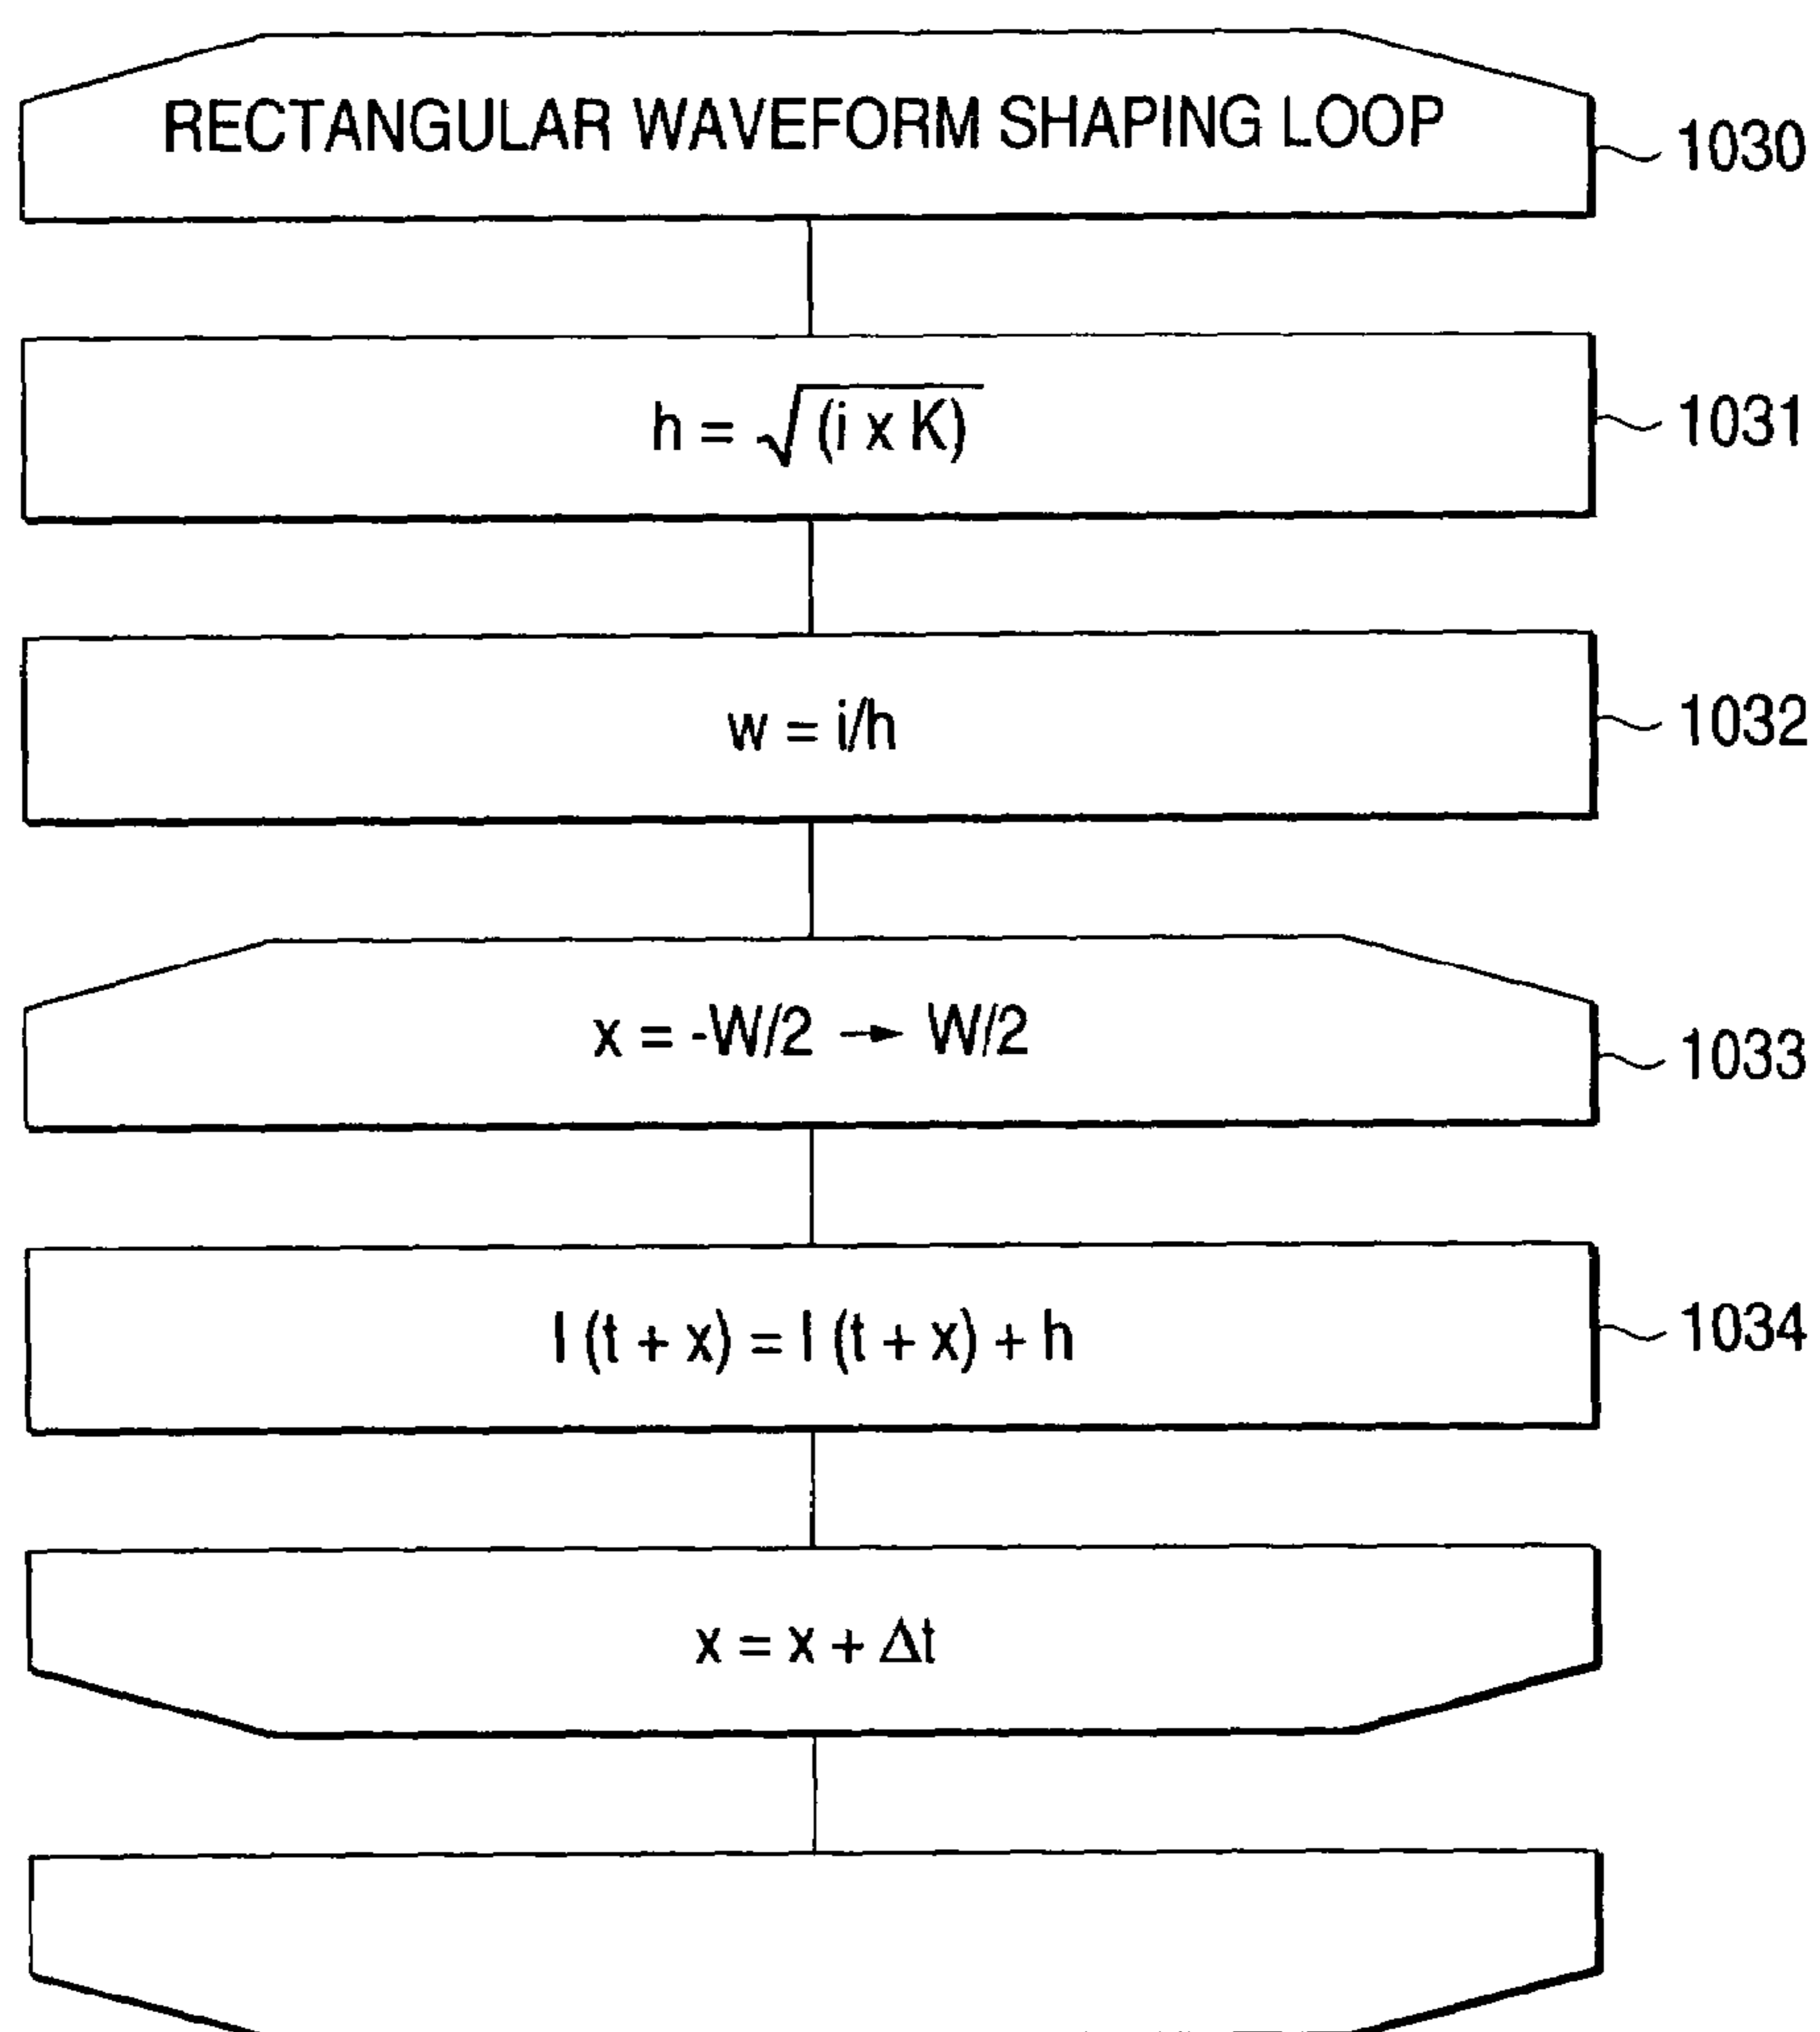 RECTANGULAR WAVEFORM SHAPING LOOP
1030
h = √(i x K)
1031
w = i/h
1032
x = -W/2 → W/2
1033
I (t + x) = I (t + x) + h
1034
x = x + Δt